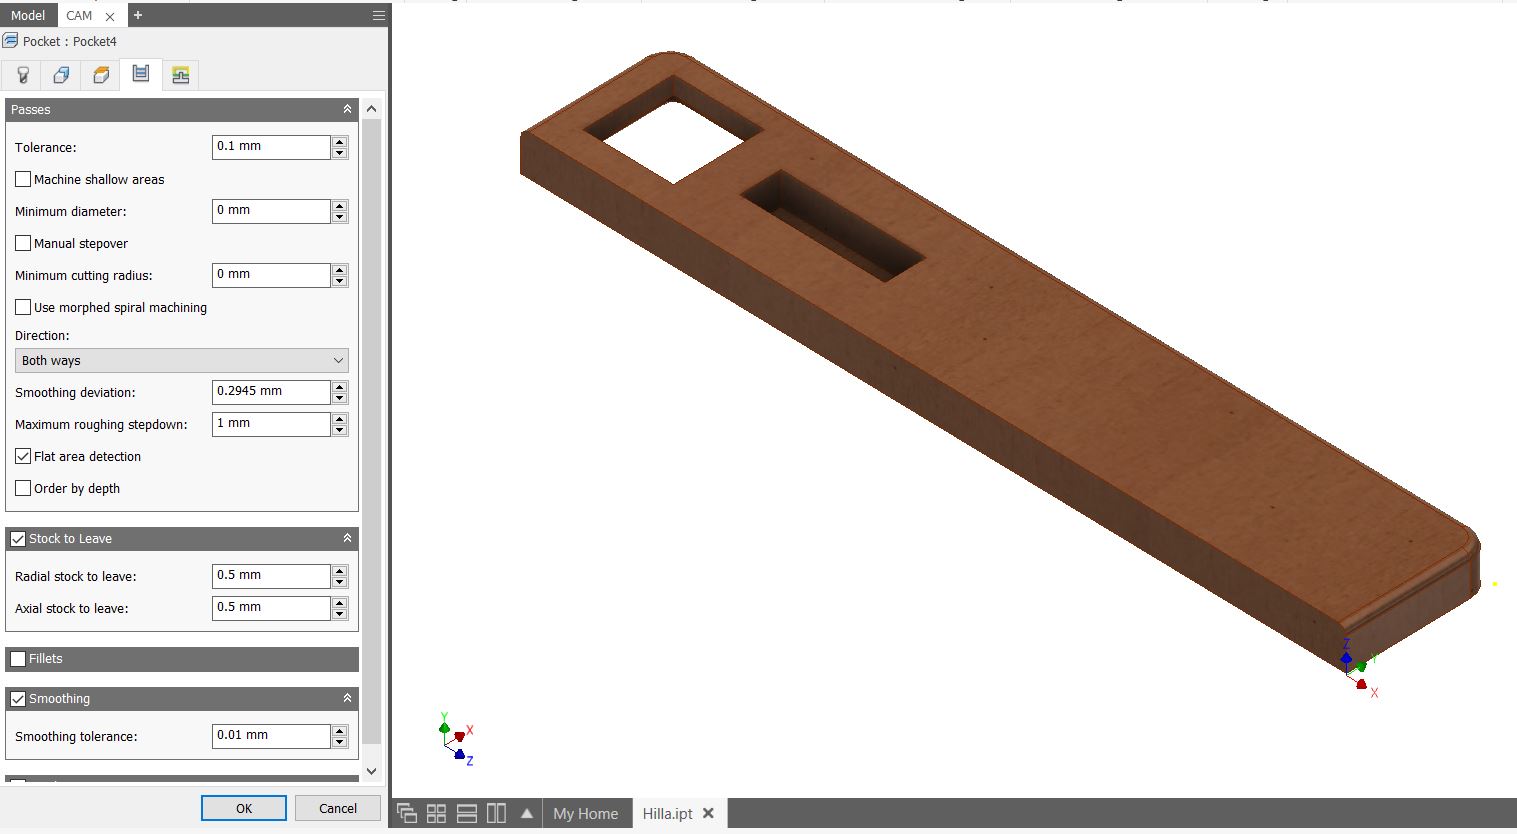 Model CAM
Pocket : Pocket4
Passes
Tolerance: 0.1 mm
Machine shallow areas
Minimum diameter: 0 mm
Manual stepover
Minimum cutting radius: 0 mm
Use morphed spiral machining
Direction:
Both ways
Smoothing deviation: 0.2945 mm
Maximum roughing stepdown: 1 mm
Flat area detection
Order by depth
Stock to Leave
Radial stock to leave: 0.5 mm
Axial stock to leave: 0.5 mm
Fillets
Smoothing
Smoothing tolerance: 0.01 mm
OK Cancel
Z
Y
X
Y
X
Z
My Home Hilla.ipt